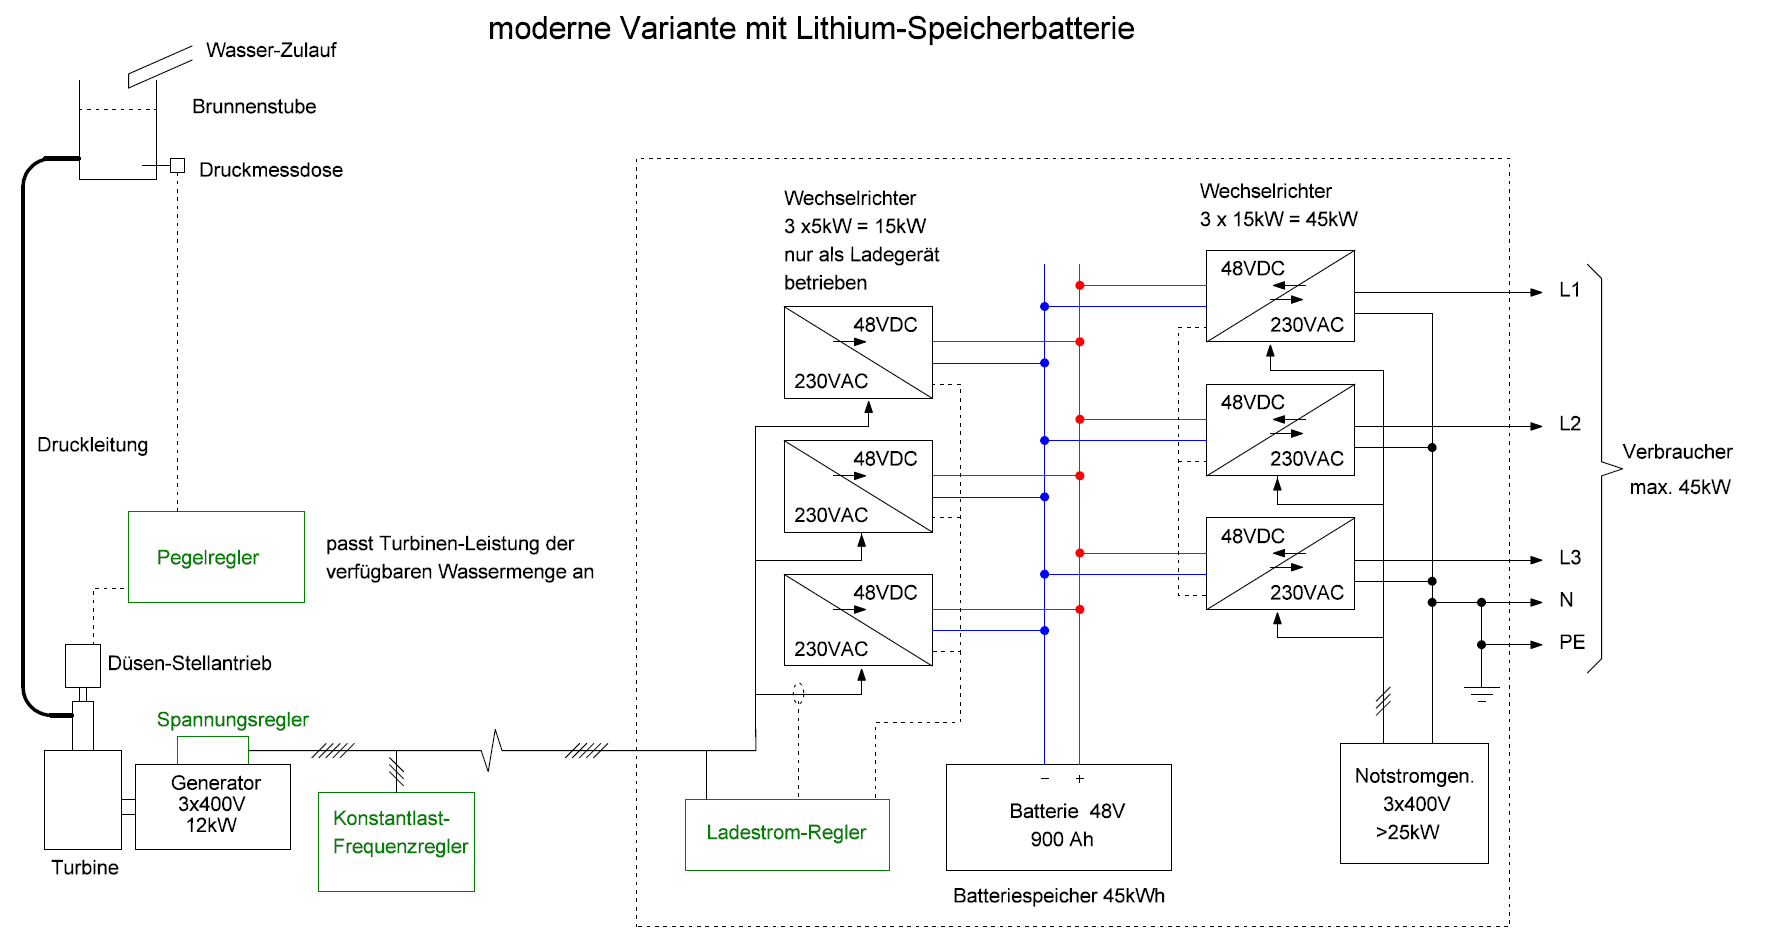 moderne Variante mit Lithium-Speicherbatterie
Wasser-Zulauf
Brunnenstube
Druckmessdose
Druckleitung
Pegelregler
passt Turbinen-Leistung der
verfügbaren Wassermenge an
Düsen-Stellantrieb
Spannungsregler
Generator
3x400V
12kW
Turbine
Konstantlast-
Frequenzregler
Wechselrichter
3 x5kW = 15kW
nur als Ladegerät
betrieben
48VDC
230VAC
48VDC
230VAC
48VDC
230VAC
Ladestrom-Regler
− +
Batterie 48V
900 Ah
Batteriespeicher 45kWh
Wechselrichter
3 x 15kW = 45kW
48VDC
230VAC
48VDC
230VAC
48VDC
230VAC
Notstromgen.
3x400V
>25kW
L1
L2
L3
N
PE
Verbraucher
max. 45kW